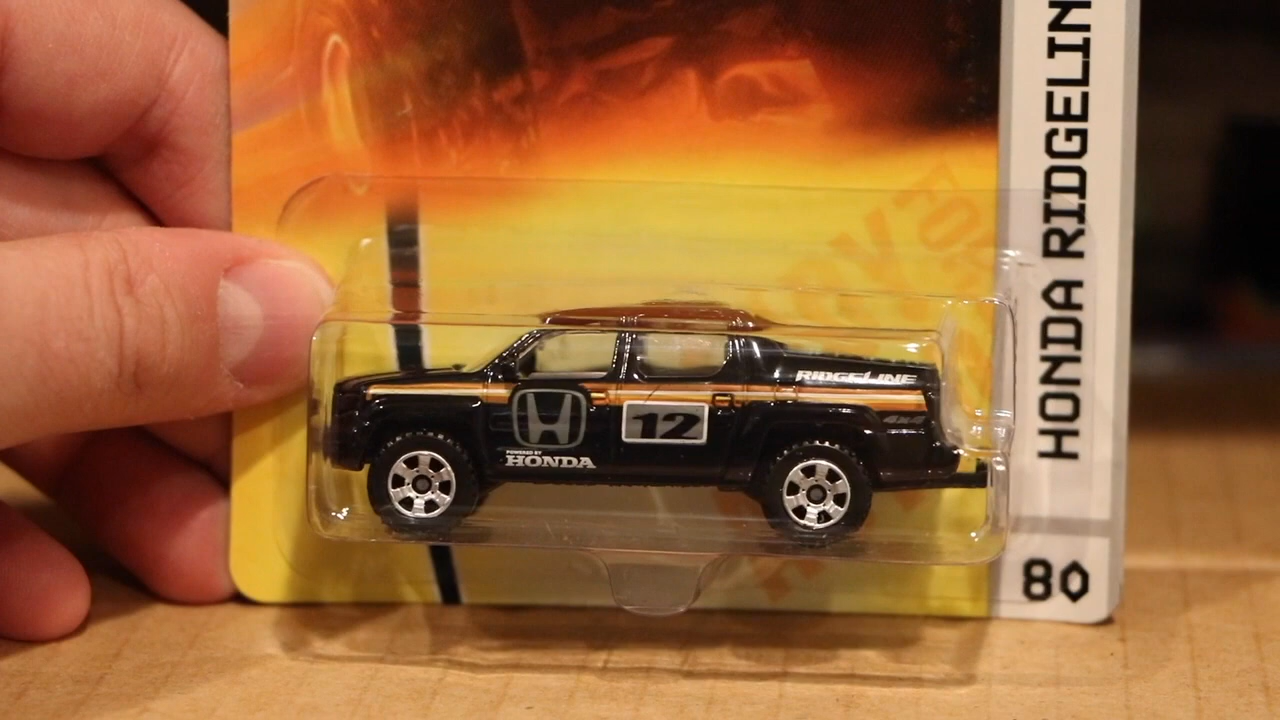 HONDA RIDGELIN
80
RIDGELINE
4x4
12
POWERED BY
HONDA